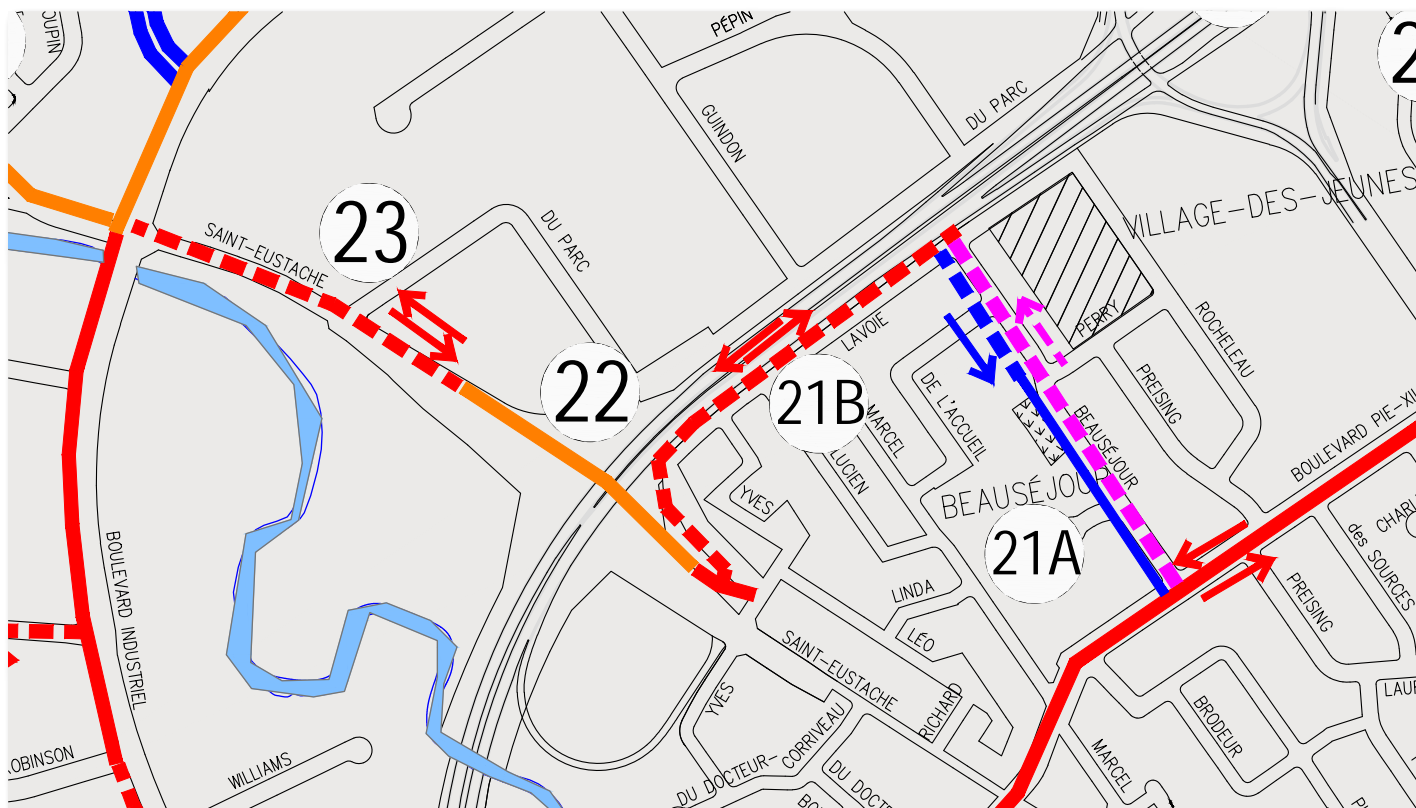 PÉPIN
GUINDON
DU PARC
VILLAGE-DES-JEUNES
23
SAINT-EUSTACHE
DU PARC
22
21B
LAVOIE
PERRY
ROCHELEAU
DE L'ACCUEIL
MARCEL
LUCIEN
PREISING
BEAUSÉJOUR
BOULEVARD PIE-XI
BEAUSÉJOUR
YVES
21A
des SOURCES
BOULEVARD INDUSTRIEL
LINDA
LÉO
PREISING
SAINT-EUSTACHE
YVES
RICHARD
BRODEUR
MARCEL
WILLIAMS
DU DOCTEUR-
CORRIVEAU